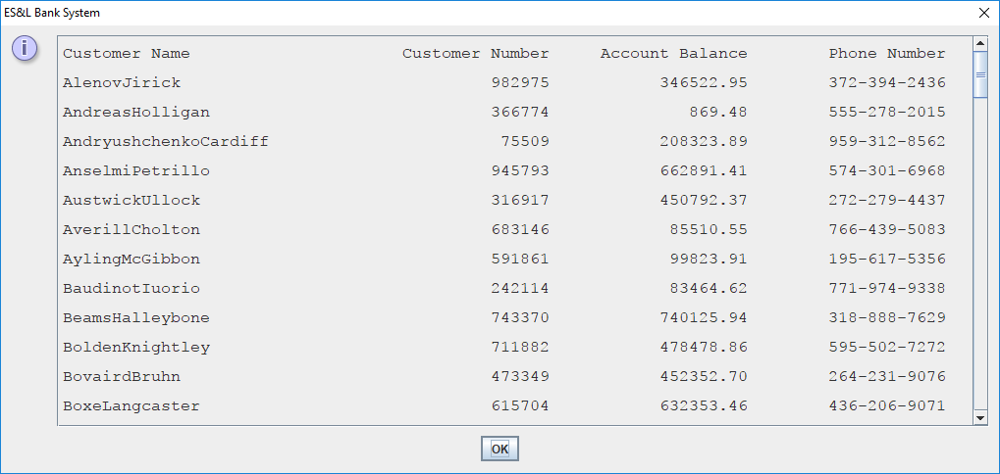 ES&L Bank System
Customer Name Customer Number Account Balance Phone Number
AlenovJirick 982975 346522.95 372-394-2436
AndreasHolligan 366774 869.48 555-278-2015
AndryushchenkoCardiff 75509 208323.89 959-312-8562
AnselmiPetrillo 945793 662891.41 574-301-6968
AustwickUllock 316917 450792.37 272-279-4437
AverillCholton 683146 85510.55 766-439-5083
AylingMcGibbon 591861 99823.91 195-617-5356
BaudinotIuorio 242114 83464.62 771-974-9338
BeamsHalleybone 743370 740125.94 318-888-7629
BoldenKnightley 711882 478478.86 595-502-7272
BovairdBruhn 473349 452352.70 264-231-9076
BoxeLangcaster 615704 632353.46 436-206-9071
OK